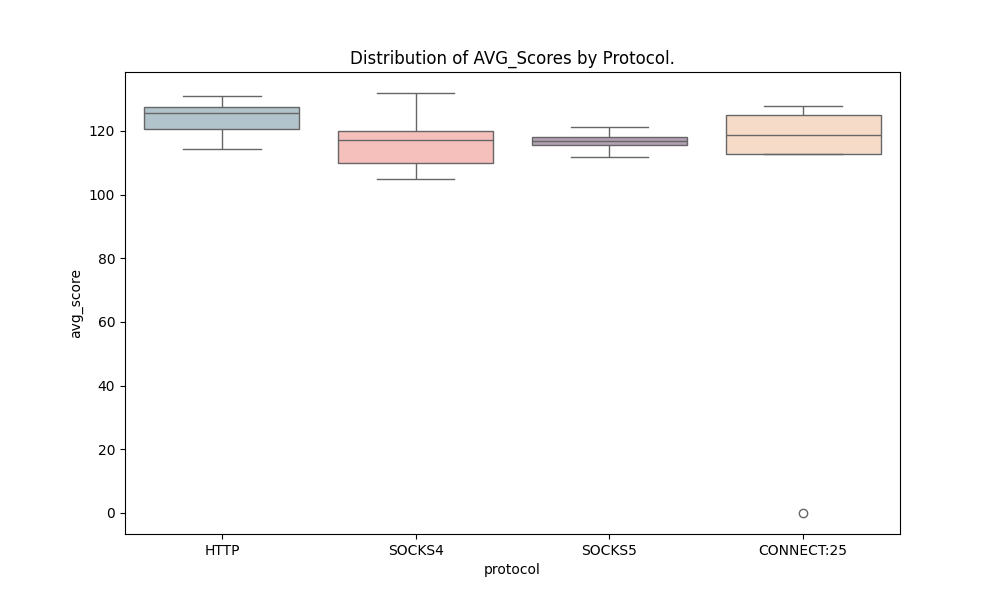 Distribution of AVG_Scores by Protocol.
120
100
80
60
40
20
0
avg_score
HTTP SOCKS4 SOCKS5 CONNECT:25
protocol